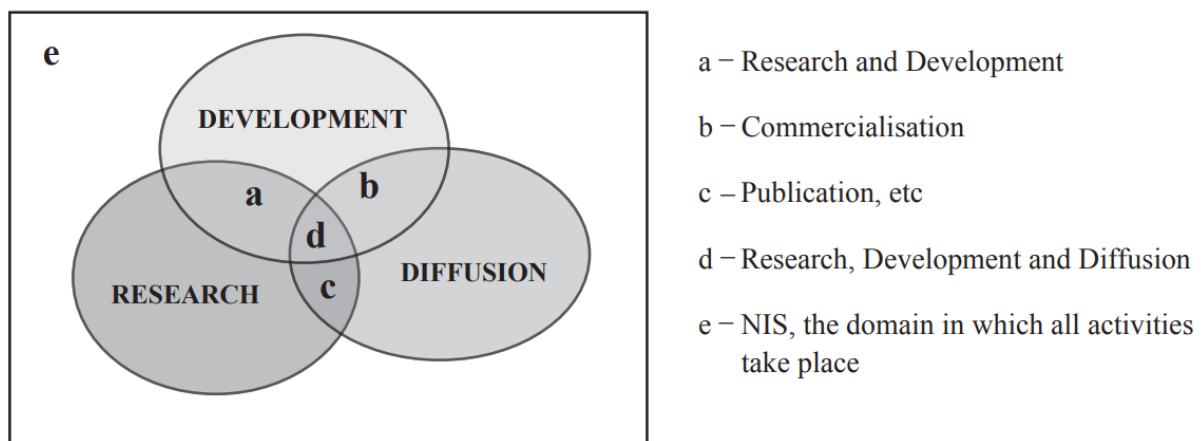 e
DEVELOPMENT
a
b
d
DIFFUSION
RESEARCH
c
a – Research and Development
b – Commercialisation
c – Publication, etc
d – Research, Development and Diffusion
e – NIS, the domain in which all activities
take place